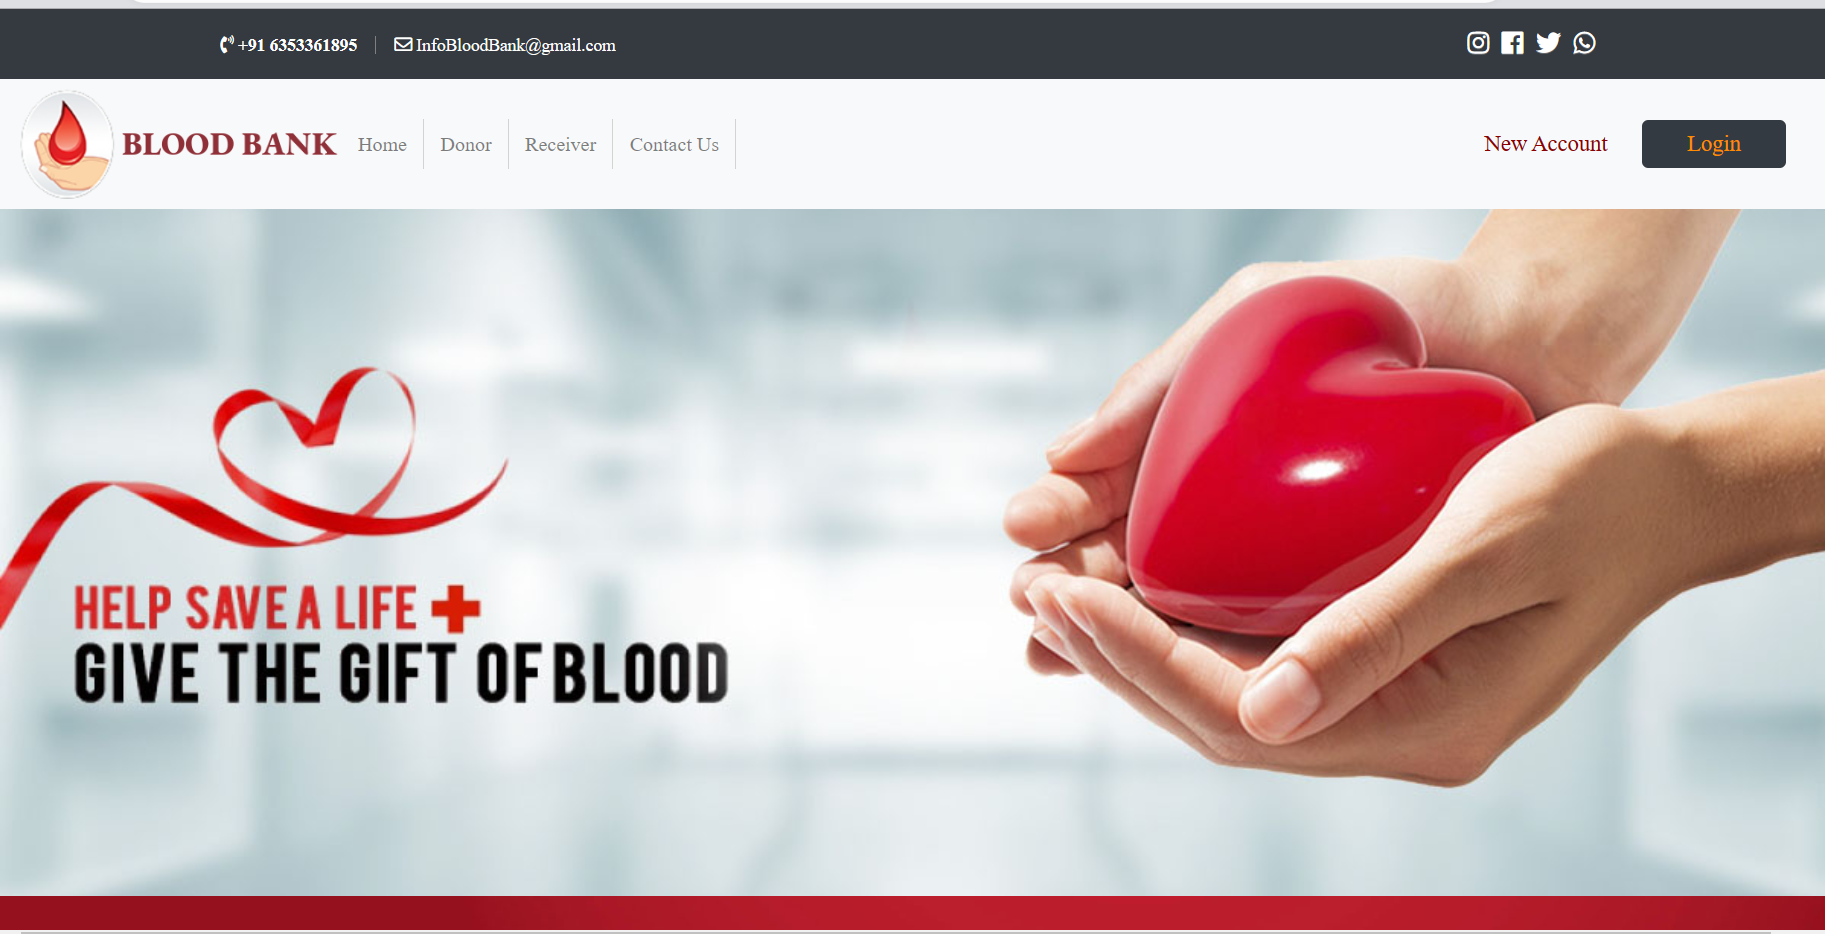 +91 6353361895
InfoBloodBank@gmail.com
BLOOD BANK
Home
Donor
Receiver
Contact Us
New Account
Login
HELP SAVE A LIFE
GIVE THE GIFT OF BLOOD